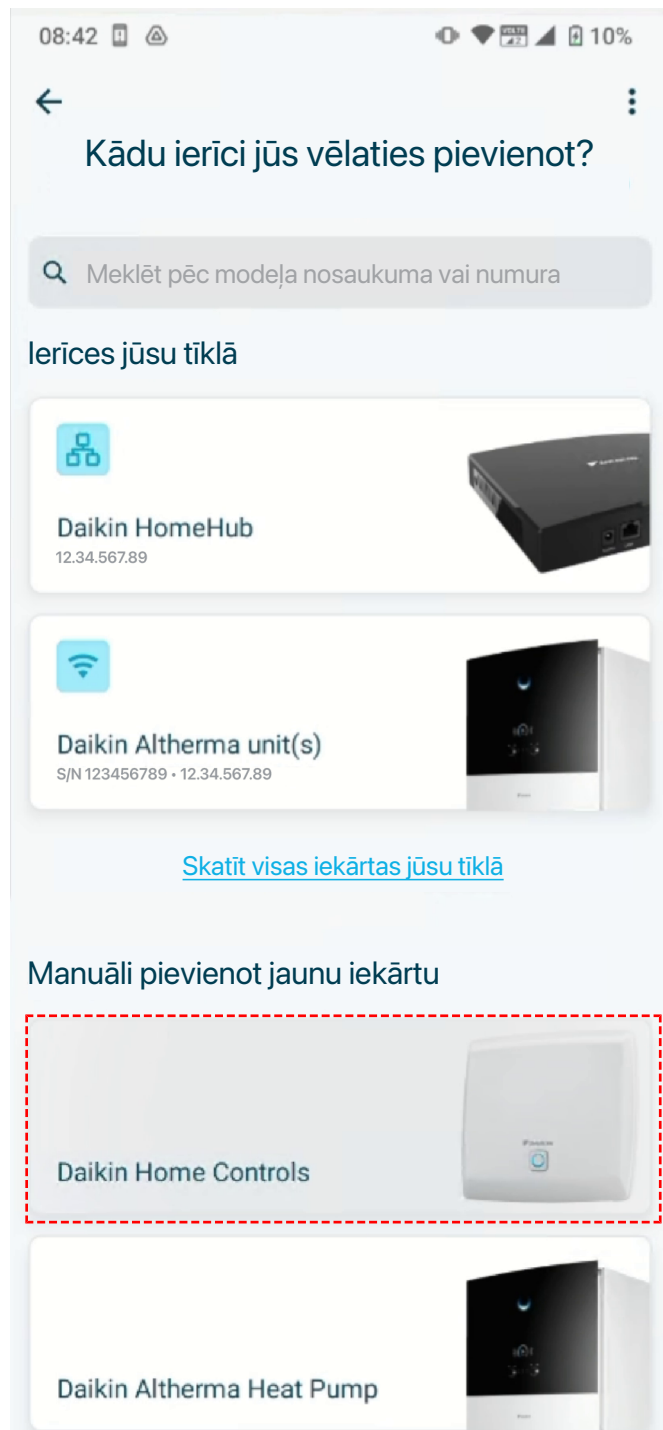 08:42
10%
Kādu ierīci jūs vēlaties pievienot?
Meklēt pēc modeļa nosaukuma vai numura
Ierīces jūsu tīklā
Daikin HomeHub
12.34.567.89
Daikin Altherma unit(s)
S/N 123456789 • 12.34.567.89
Skatīt visas iekārtas jūsu tīklā
Manuāli pievienot jaunu iekārtu
DAIKIN
Daikin Home Controls
Daikin Altherma Heat Pump